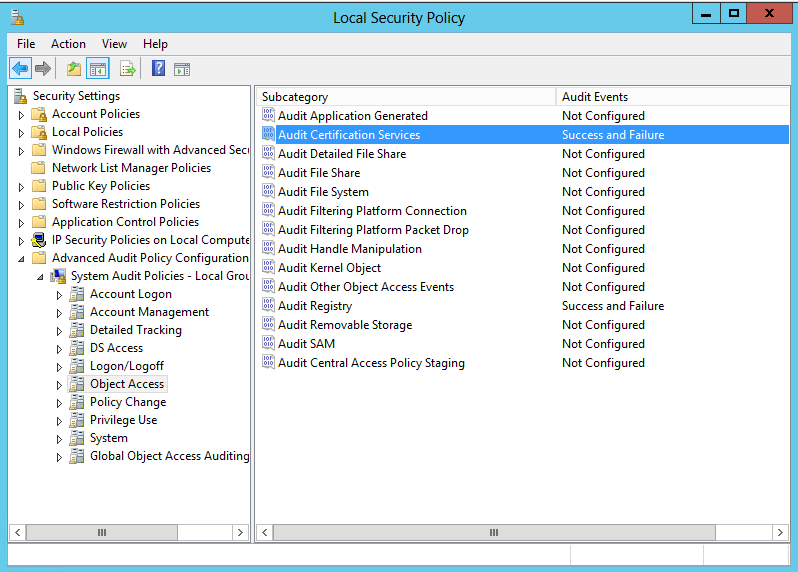 Local Security Policy
File Action View Help
Security Settings
Account Policies
Local Policies
Windows Firewall with Advanced Secu
Network List Manager Policies
Public Key Policies
Software Restriction Policies
Application Control Policies
IP Security Policies on Local Compute
Advanced Audit Policy Configuration
System Audit Policies - Local Grou
Account Logon
Account Management
Detailed Tracking
DS Access
Logon/Logoff
Object Access
Policy Change
Privilege Use
System
Global Object Access Auditing
Subcategory Audit Events
Audit Application Generated Not Configured
Audit Certification Services Success and Failure
Audit Detailed File Share Not Configured
Audit File Share Not Configured
Audit File System Not Configured
Audit Filtering Platform Connection Not Configured
Audit Filtering Platform Packet Drop Not Configured
Audit Handle Manipulation Not Configured
Audit Kernel Object Not Configured
Audit Other Object Access Events Not Configured
Audit Registry Success and Failure
Audit Removable Storage Not Configured
Audit SAM Not Configured
Audit Central Access Policy Staging Not Configured